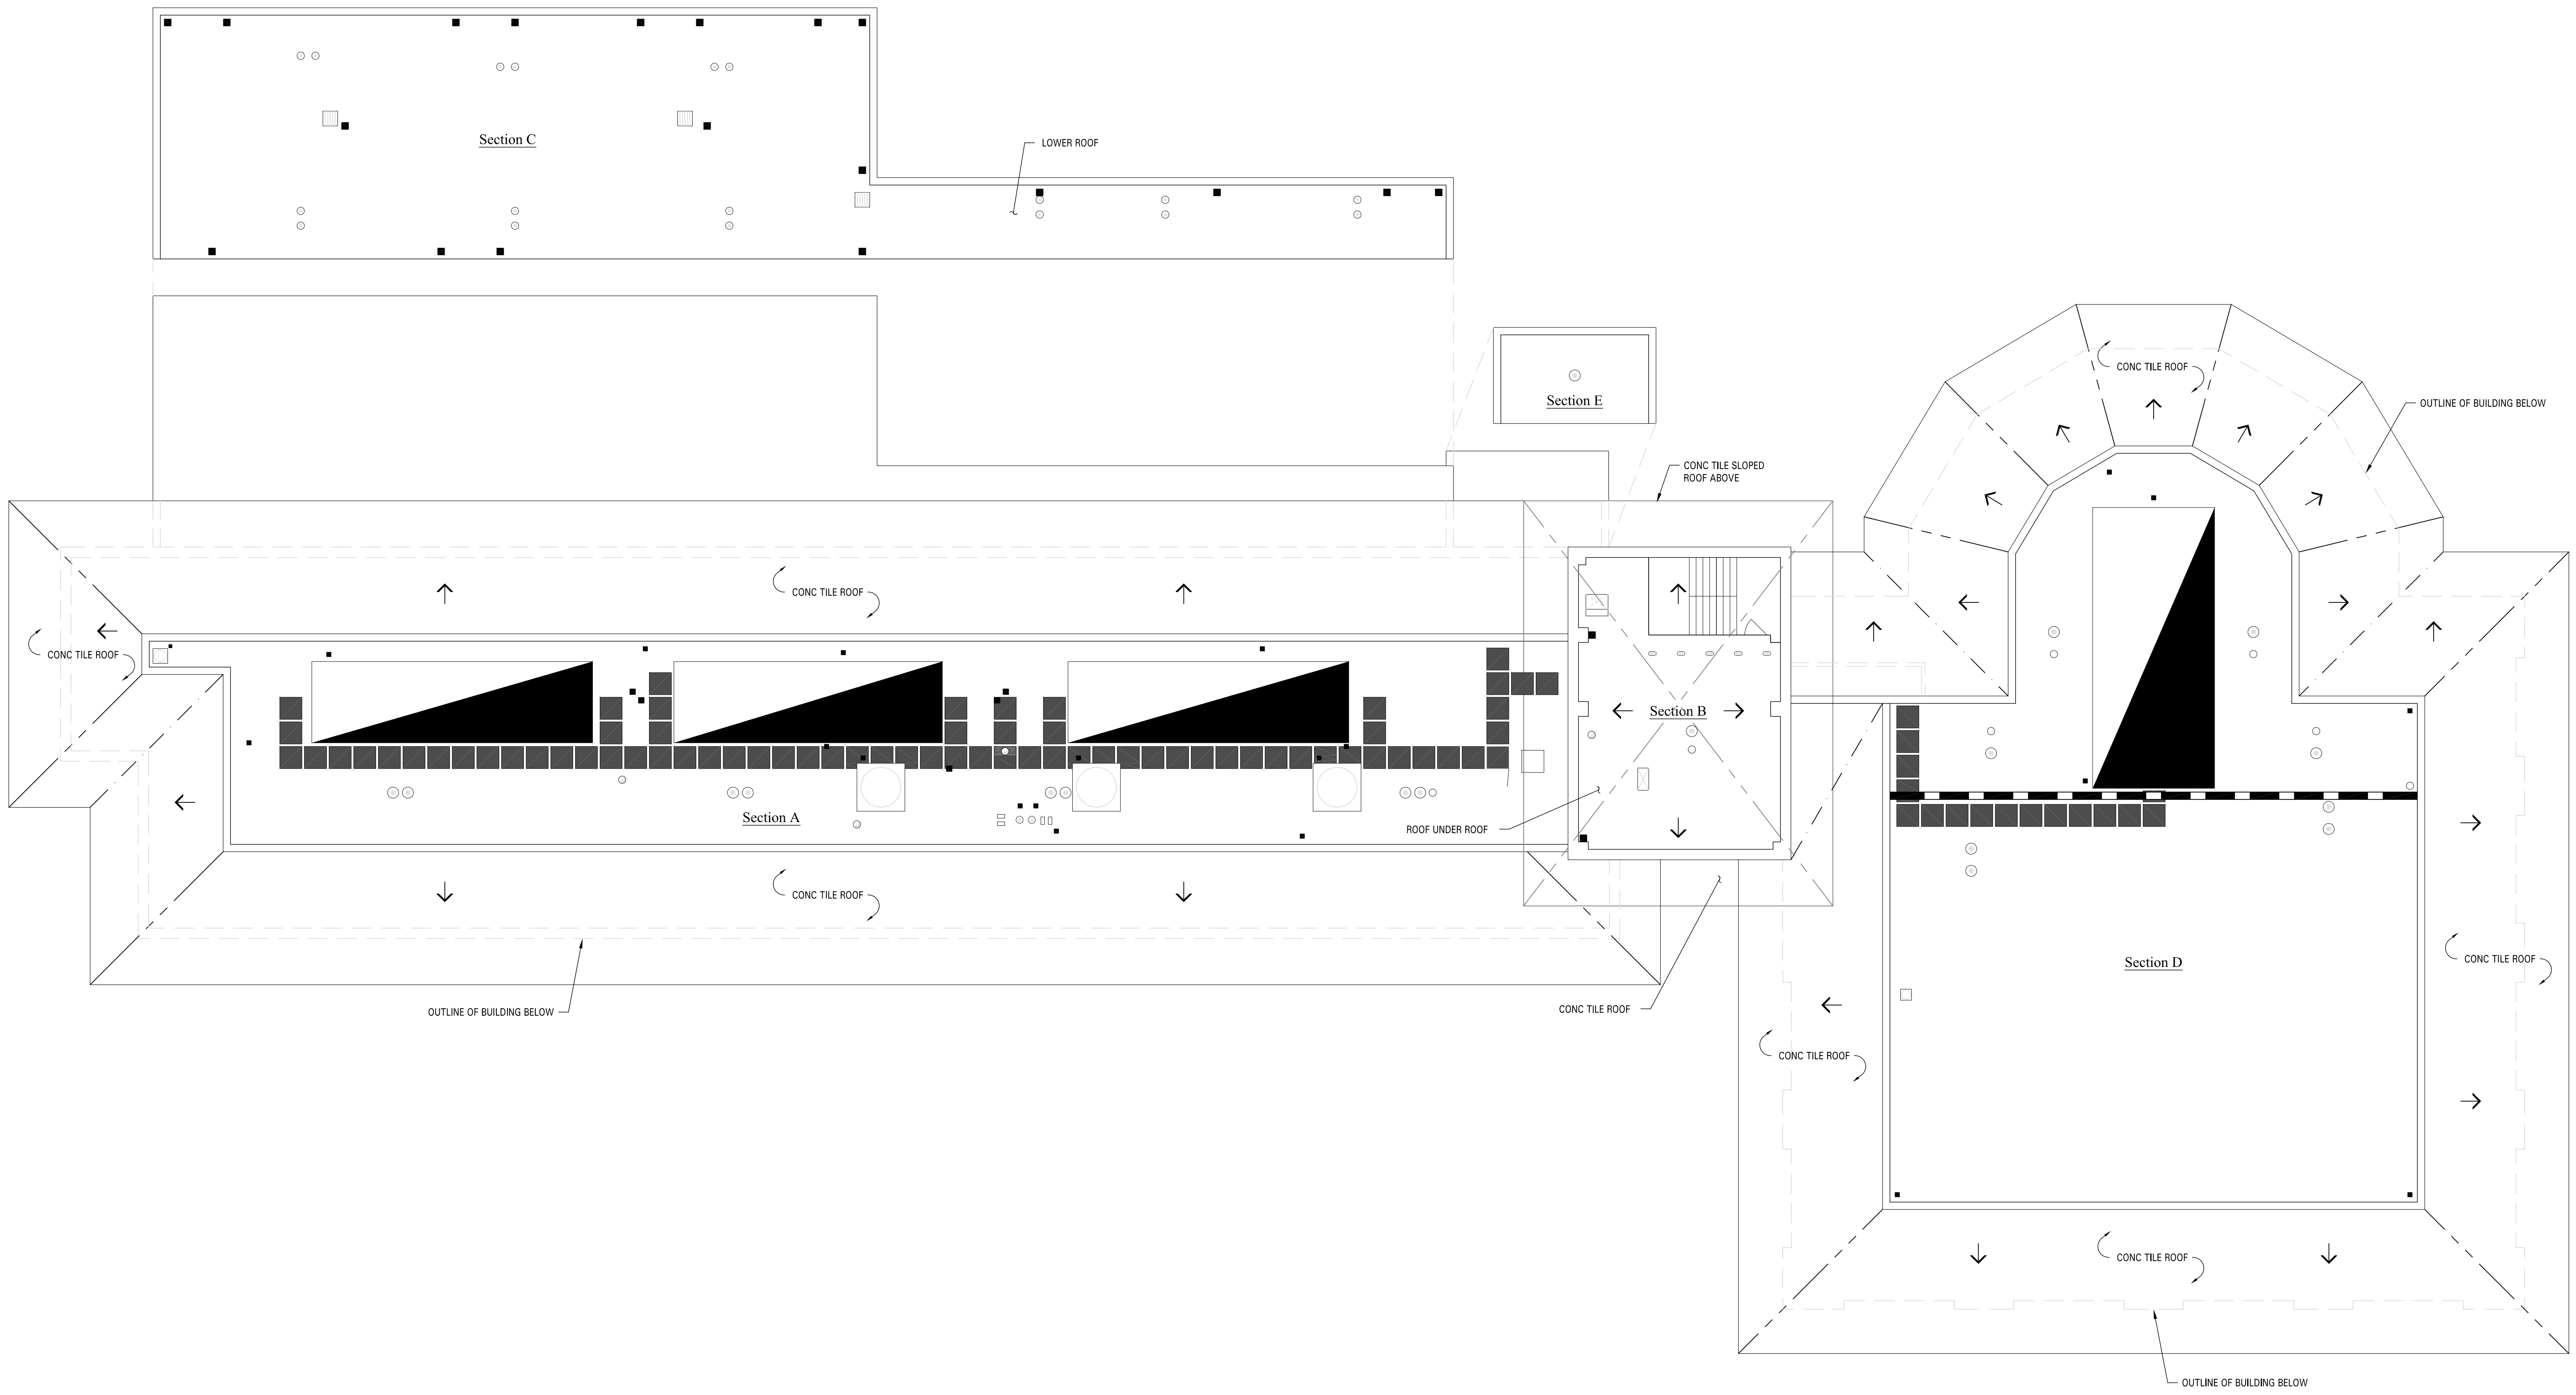 Section C
LOWER ROOF
Section E
CONC TILE ROOF
OUTLINE OF BUILDING BELOW
CONC TILE SLOPED
ROOF ABOVE
CONC TILE ROOF
CONC TILE ROOF
Section B
Section A
ROOF UNDER ROOF
CONC TILE ROOF
Section D
CONC TILE ROOF
OUTLINE OF BUILDING BELOW
CONC TILE ROOF
CONC TILE ROOF
CONC TILE ROOF
OUTLINE OF BUILDING BELOW